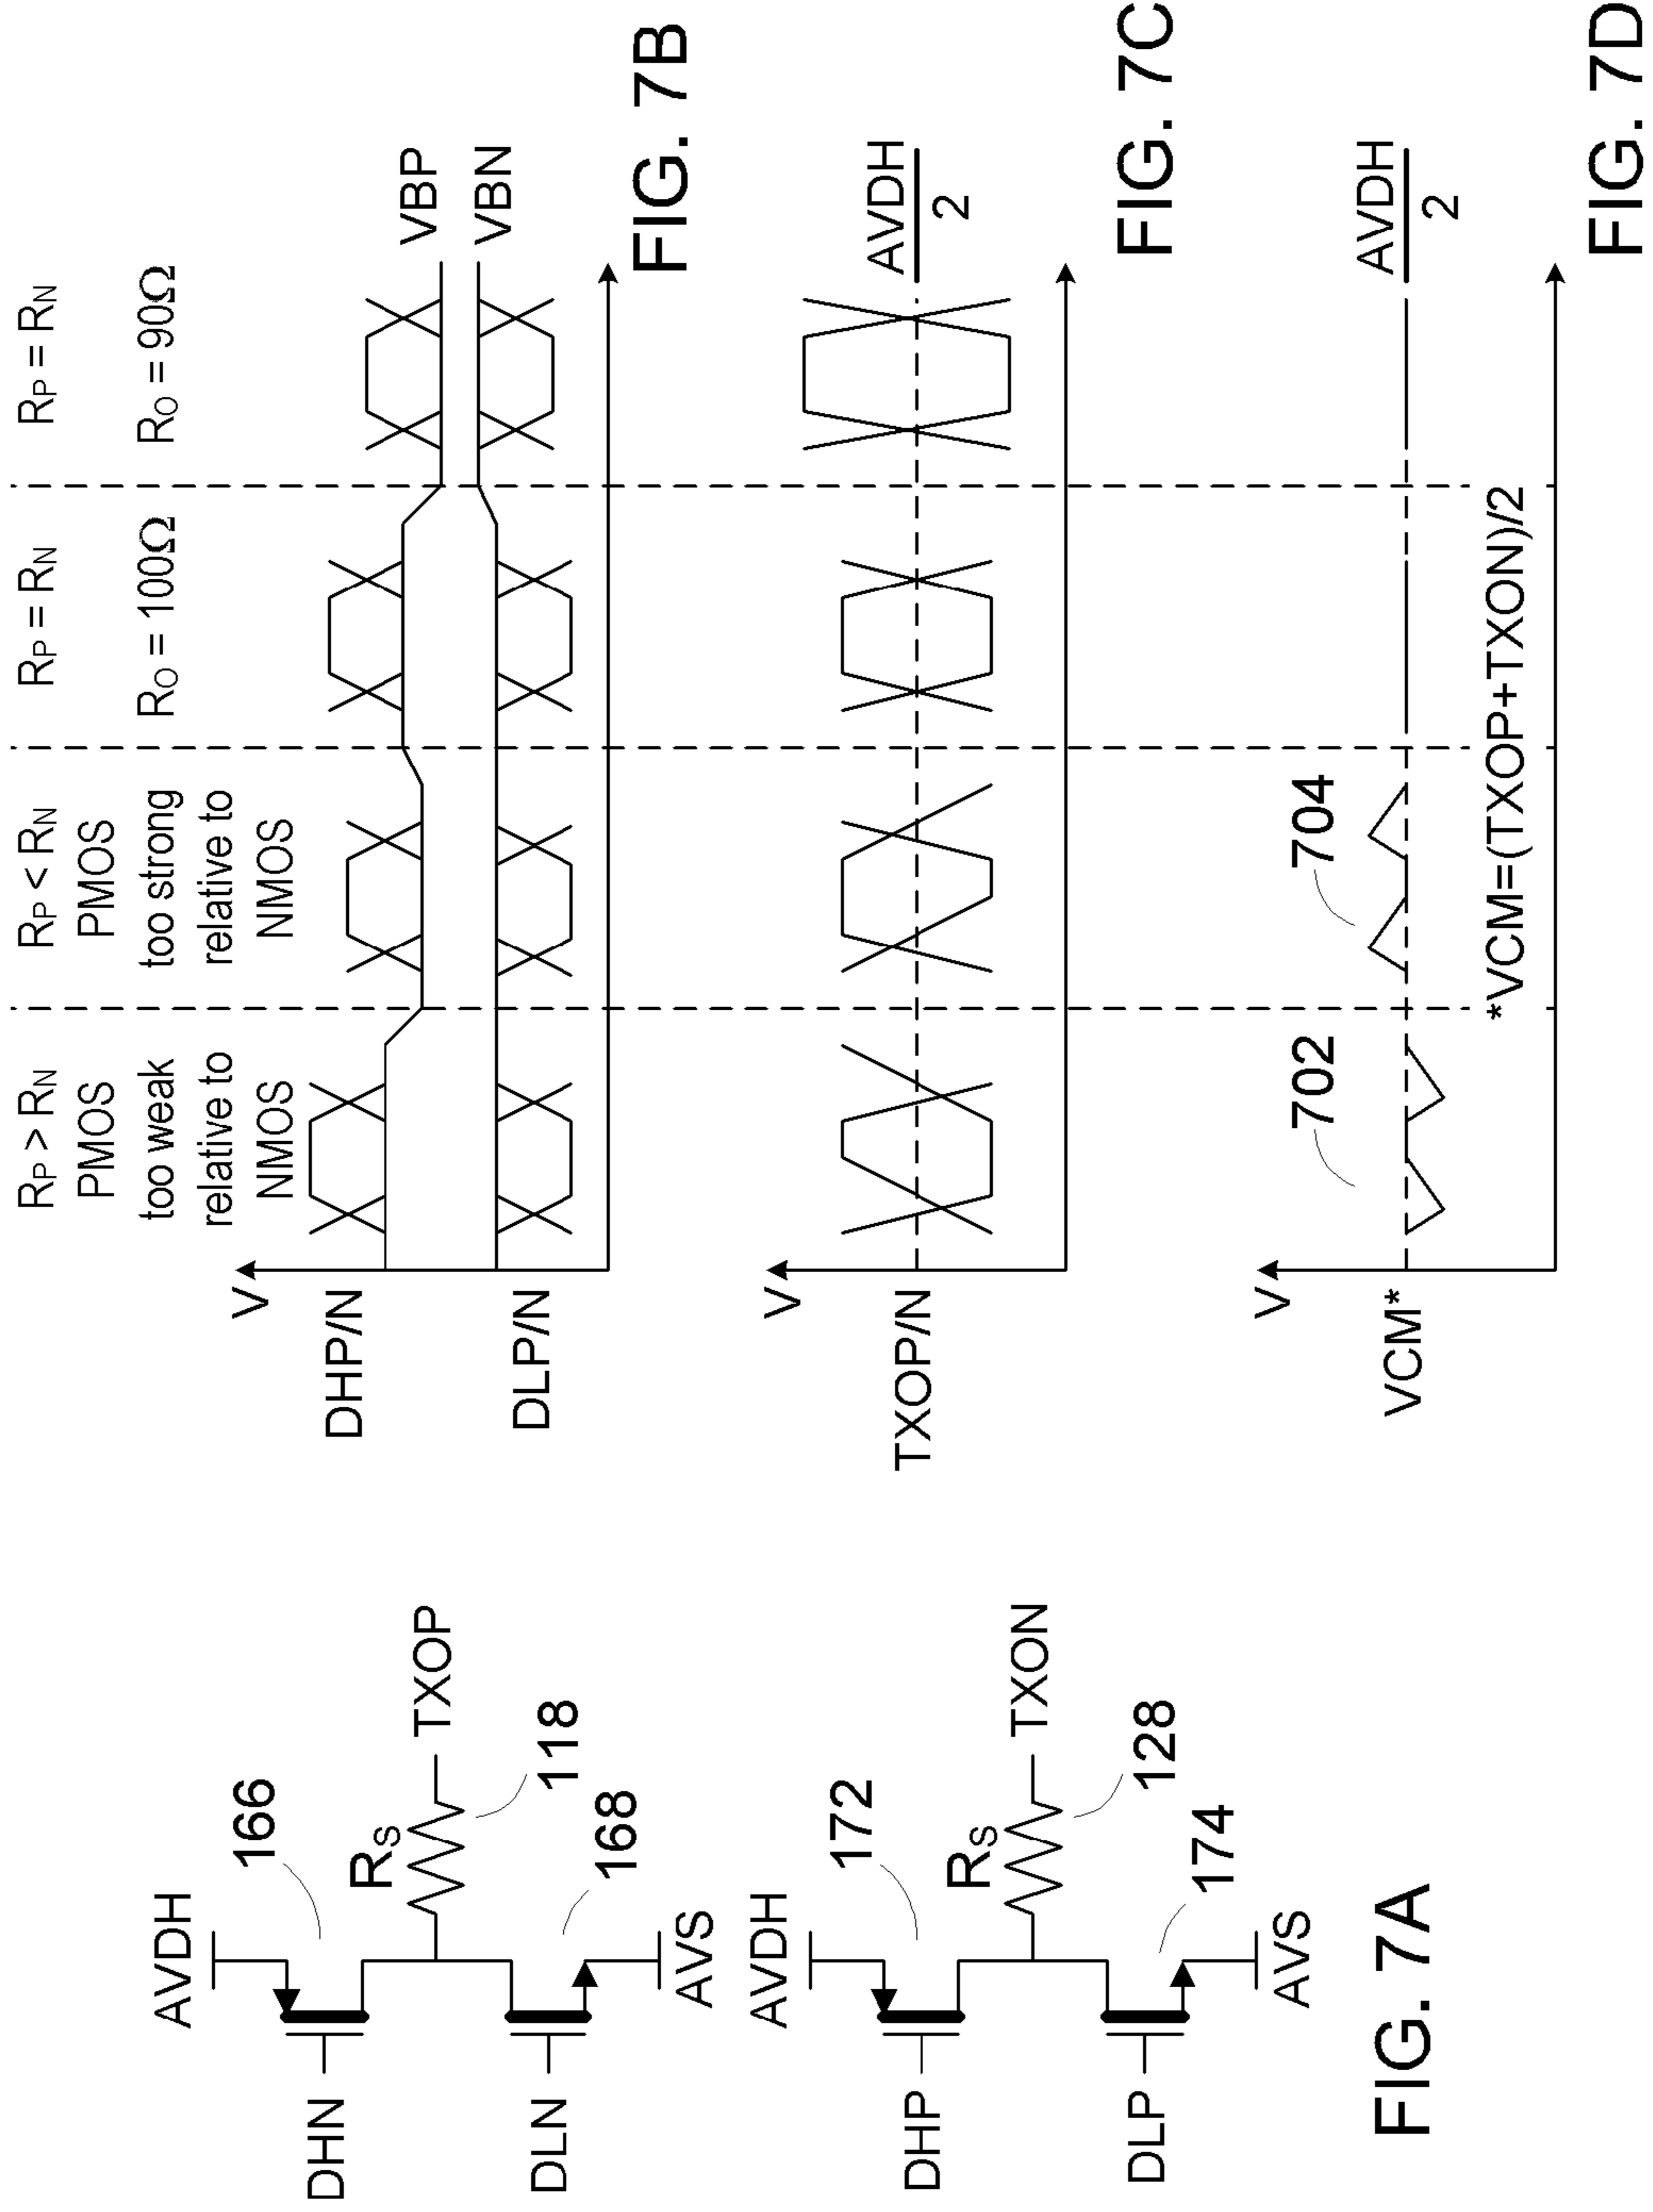 AVDH
166
DHN
RS
TXOP
118
DLN
168
AVS
AVDH
172
DHP
RS
TXON
128
DLP
174
AVS
FIG. 7A
RP > RN
PMOS
too weak
relative to
NMOS
RP < RN
PMOS
too strong
relative to
NMOS
RP = RN
RO = 100Ω
RP = RN
RO = 90Ω
V
DHP/N
DLP/N
VBP
VBN
FIG. 7B
V
TXOP/N
AVDH
2
FIG. 7C
V
VCM*
702
704
AVDH
2
*VCM=(TXOP+TXON)/2
FIG. 7D